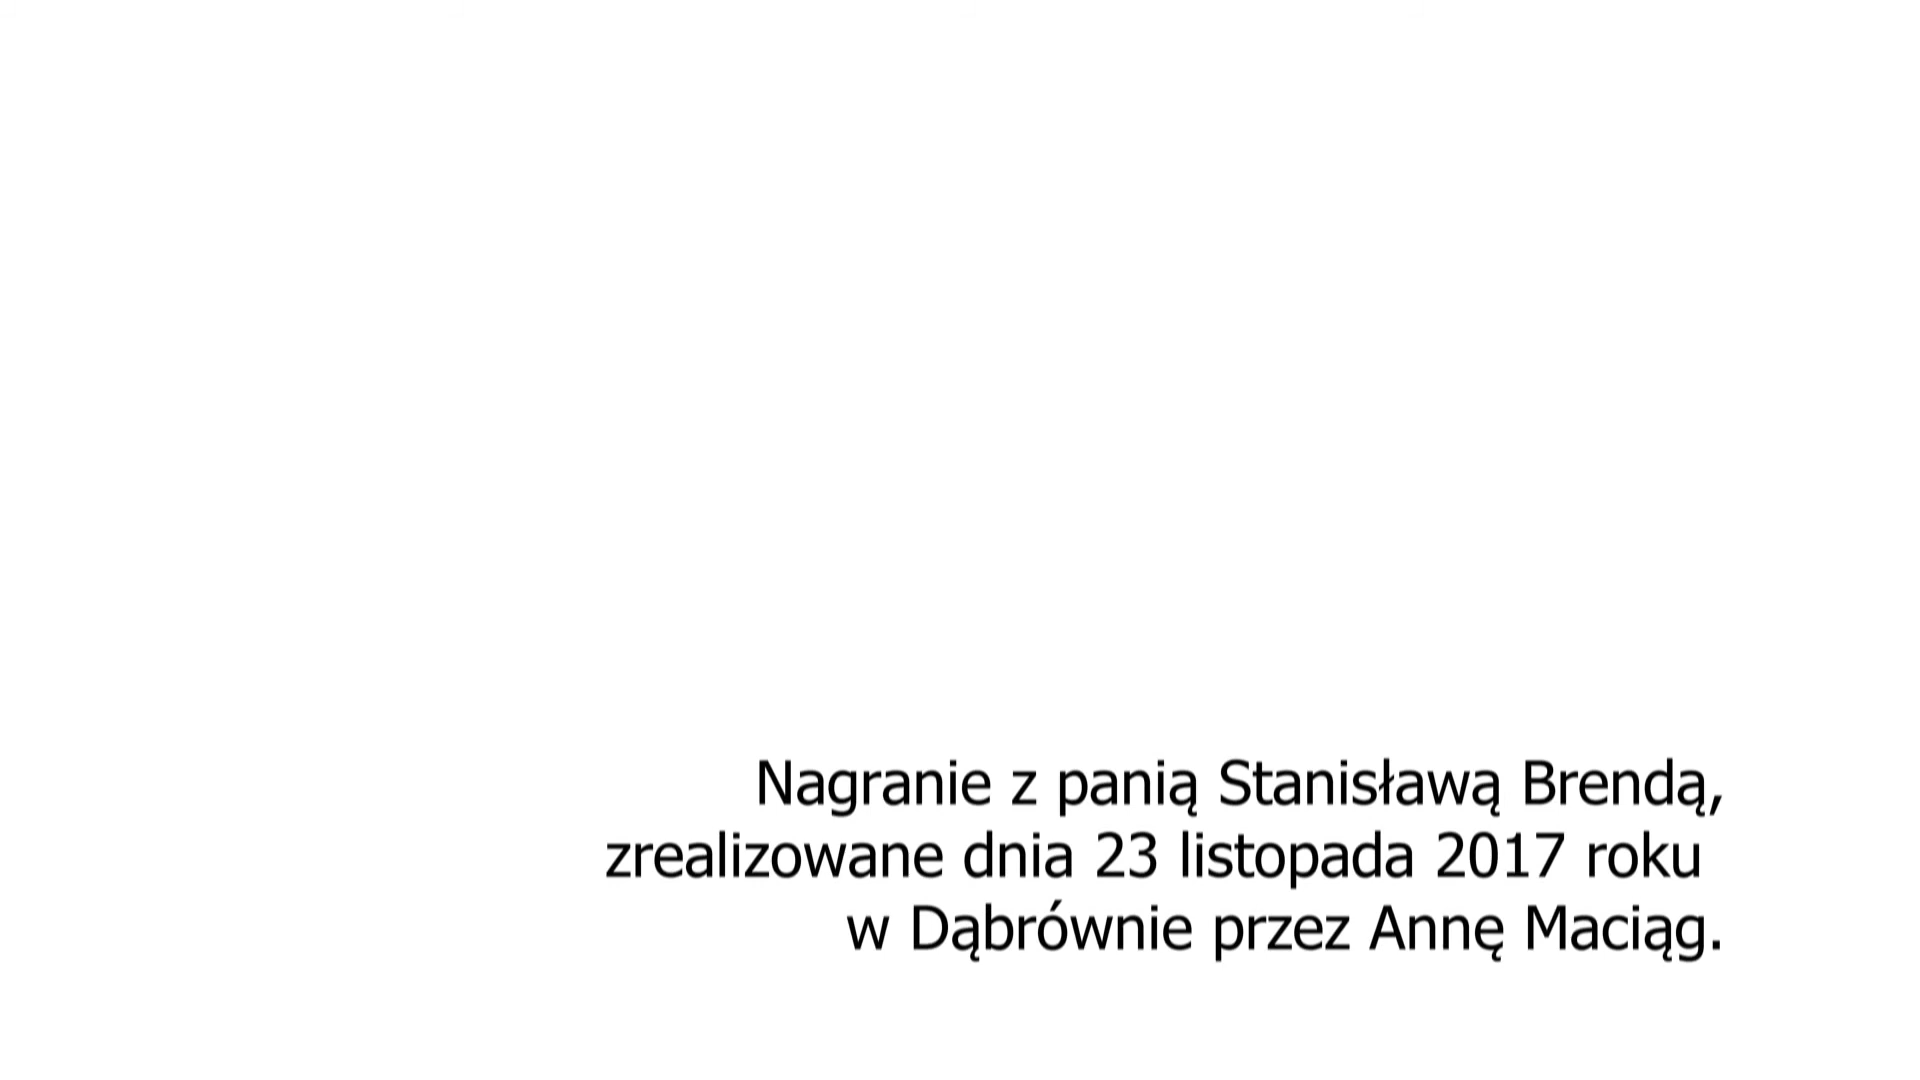 Nagranie z panią Stanisławą Brendą,
zrealizowane dnia 23 listopada 2017 roku
w Dąbrównie przez Annę Maciąg.